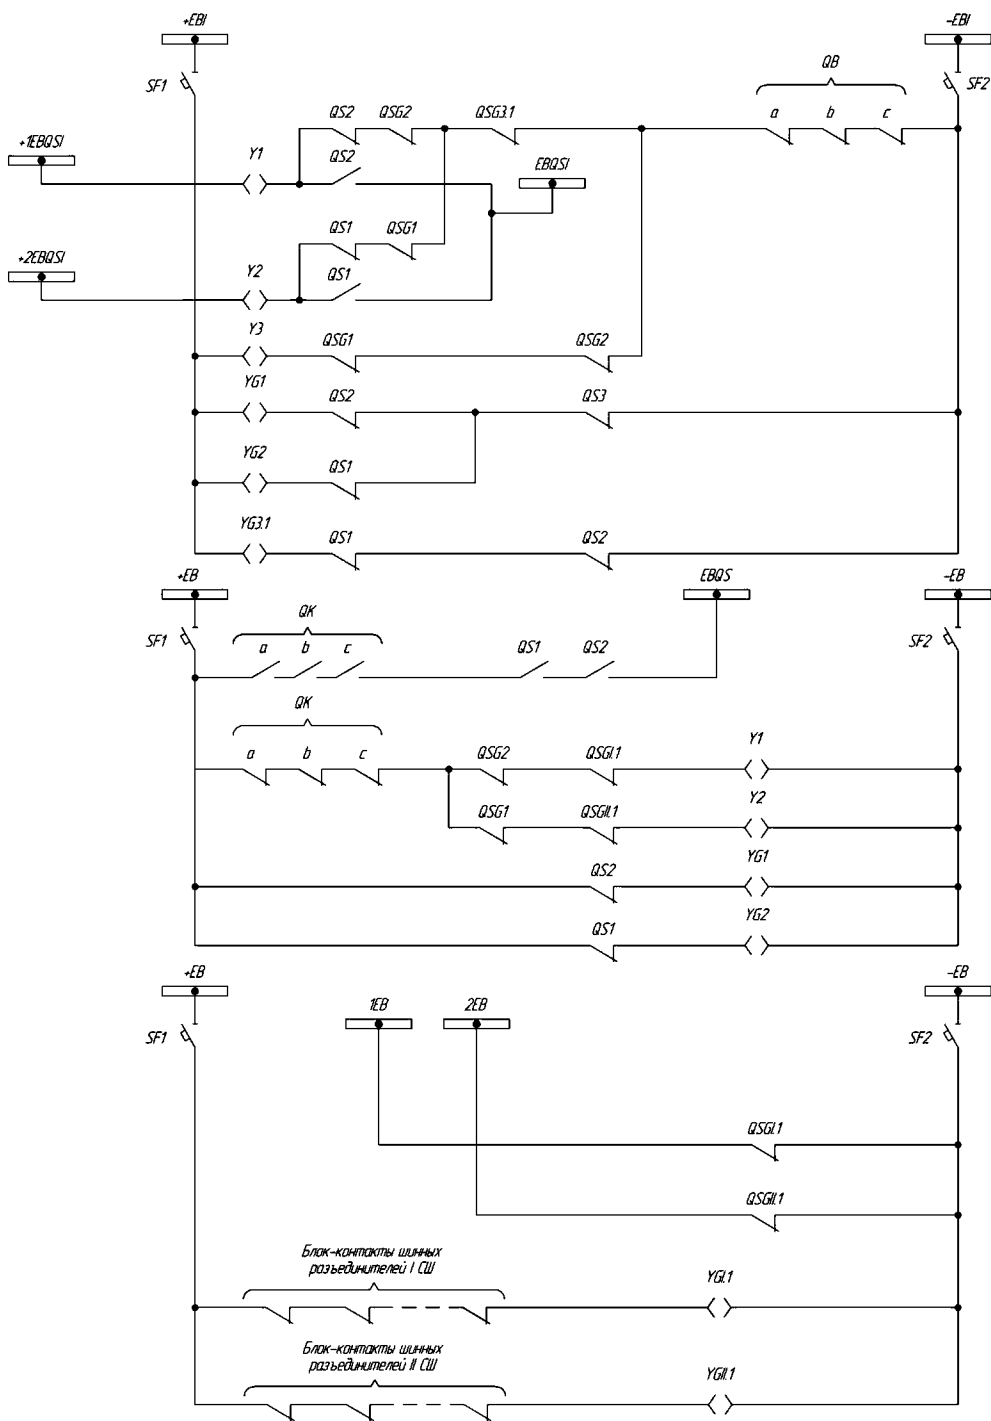 +EBI
-EBI
SF1
QB
SF2
a b c
QS2 QSG2 QSG3.1
+1EBQSI
Y1
QS2
EBQSI
QS1 QSG1
+2EBQSI
Y2
QS1
Y3
QSG1
QSG2
YG1
QS2
QS3
YG2
QS1
YG3.1
QS1
QS2
+EB
EBQS
-EB
SF1
QK
SF2
a b c
QS1 QS2
QK
a b c
QSG2 QSGI.1
Y1
QSG1 QSGII.1
Y2
QS2
YG1
QS1
YG2
+EB
-EB
SF1
1EB
2EB
SF2
QSGI.1
QSGII.1
Блок-контакты шинных
разъединителей I СШ
YGI.1
Блок-контакты шинных
разъединителей II СШ
YGII.1